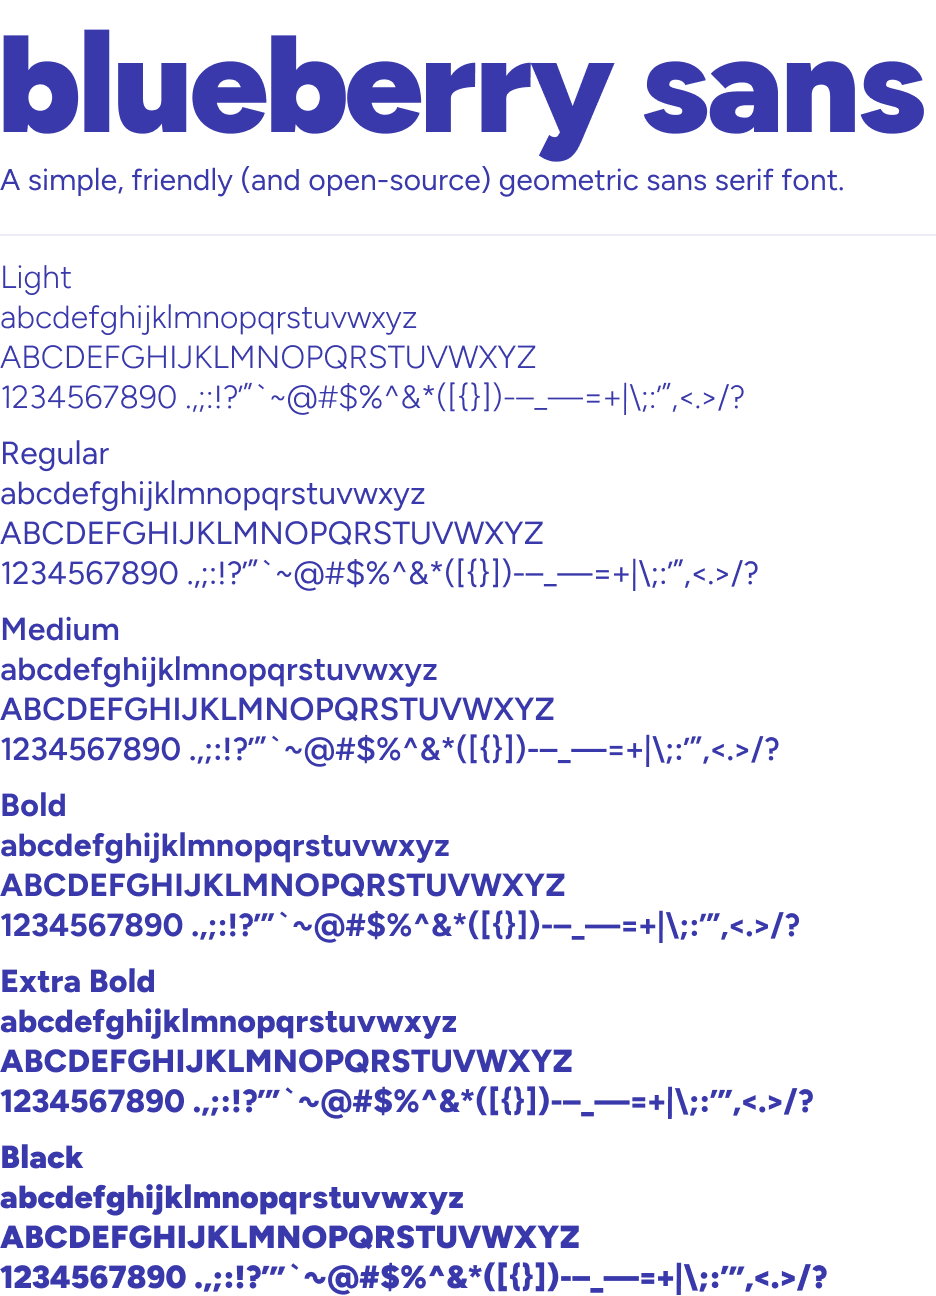 blueberry sans
A simple, friendly (and open-source) geometric sans serif font.
Light
abcdefghijklmnopqrstuvwxyz
ABCDEFGHIJKLMNOPQRSTUVWXYZ
1234567890 .,;:!?’”`~@#$%^&*([{}])-–_—=+|\;:’”,<.>/?
Regular
abcdefghijklmnopqrstuvwxyz
ABCDEFGHIJKLMNOPQRSTUVWXYZ
1234567890 .,;:!?’”`~@#$%^&*([{}])-–_—=+|\;:’”,<.>/?
Medium
abcdefghijklmnopqrstuvwxyz
ABCDEFGHIJKLMNOPQRSTUVWXYZ
1234567890 .,;:!?’”`~@#$%^&*([{}])-–_—=+|\;:’”,<.>/?
Bold
abcdefghijklmnopqrstuvwxyz
ABCDEFGHIJKLMNOPQRSTUVWXYZ
1234567890 .,;:!?’”`~@#$%^&*([{}])-–_—=+|\;:’”,<.>/?
Extra Bold
abcdefghijklmnopqrstuvwxyz
ABCDEFGHIJKLMNOPQRSTUVWXYZ
1234567890 .,;:!?’”`~@#$%^&*([{}])-–_—=+|\;:’”,<.>/?
Black
abcdefghijklmnopqrstuvwxyz
ABCDEFGHIJKLMNOPQRSTUVWXYZ
1234567890 .,;:!?’”`~@#$%^&*([{}])-–_—=+|\;:’”,<.>/?